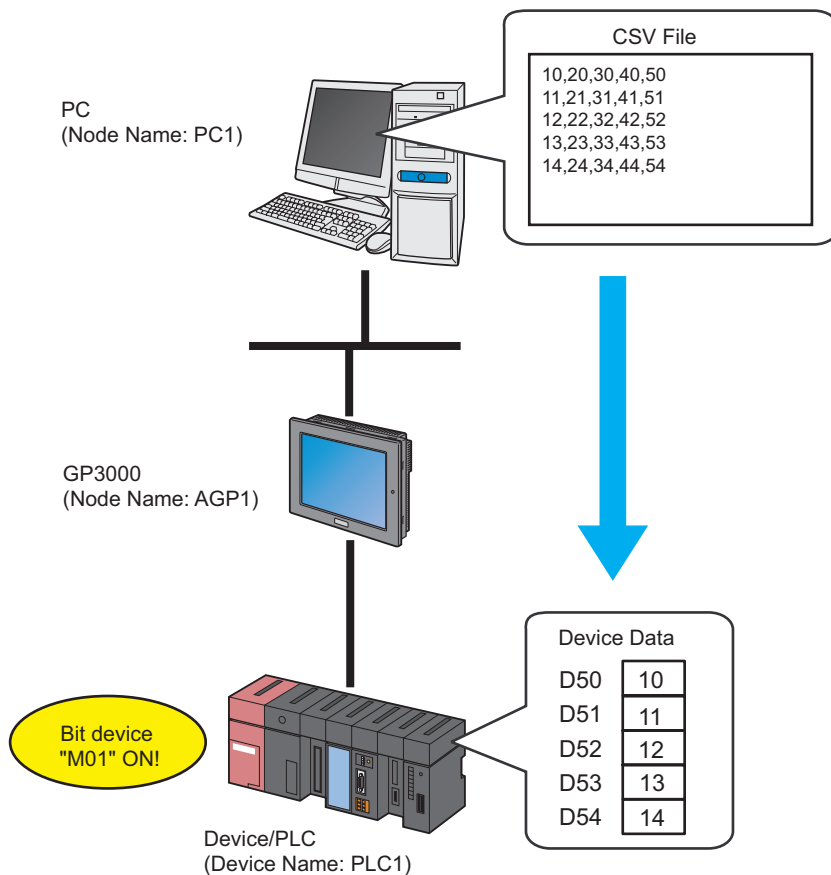 CSV File
10,20,30,40,50
11,21,31,41,51
12,22,32,42,52
13,23,33,43,53
14,24,34,44,54
PC
(Node Name: PC1)
GP3000
(Node Name: AGP1)
Device Data
D50 10
D51 11
D52 12
D53 13
D54 14
Bit device
"M01" ON!
Device/PLC
(Device Name: PLC1)